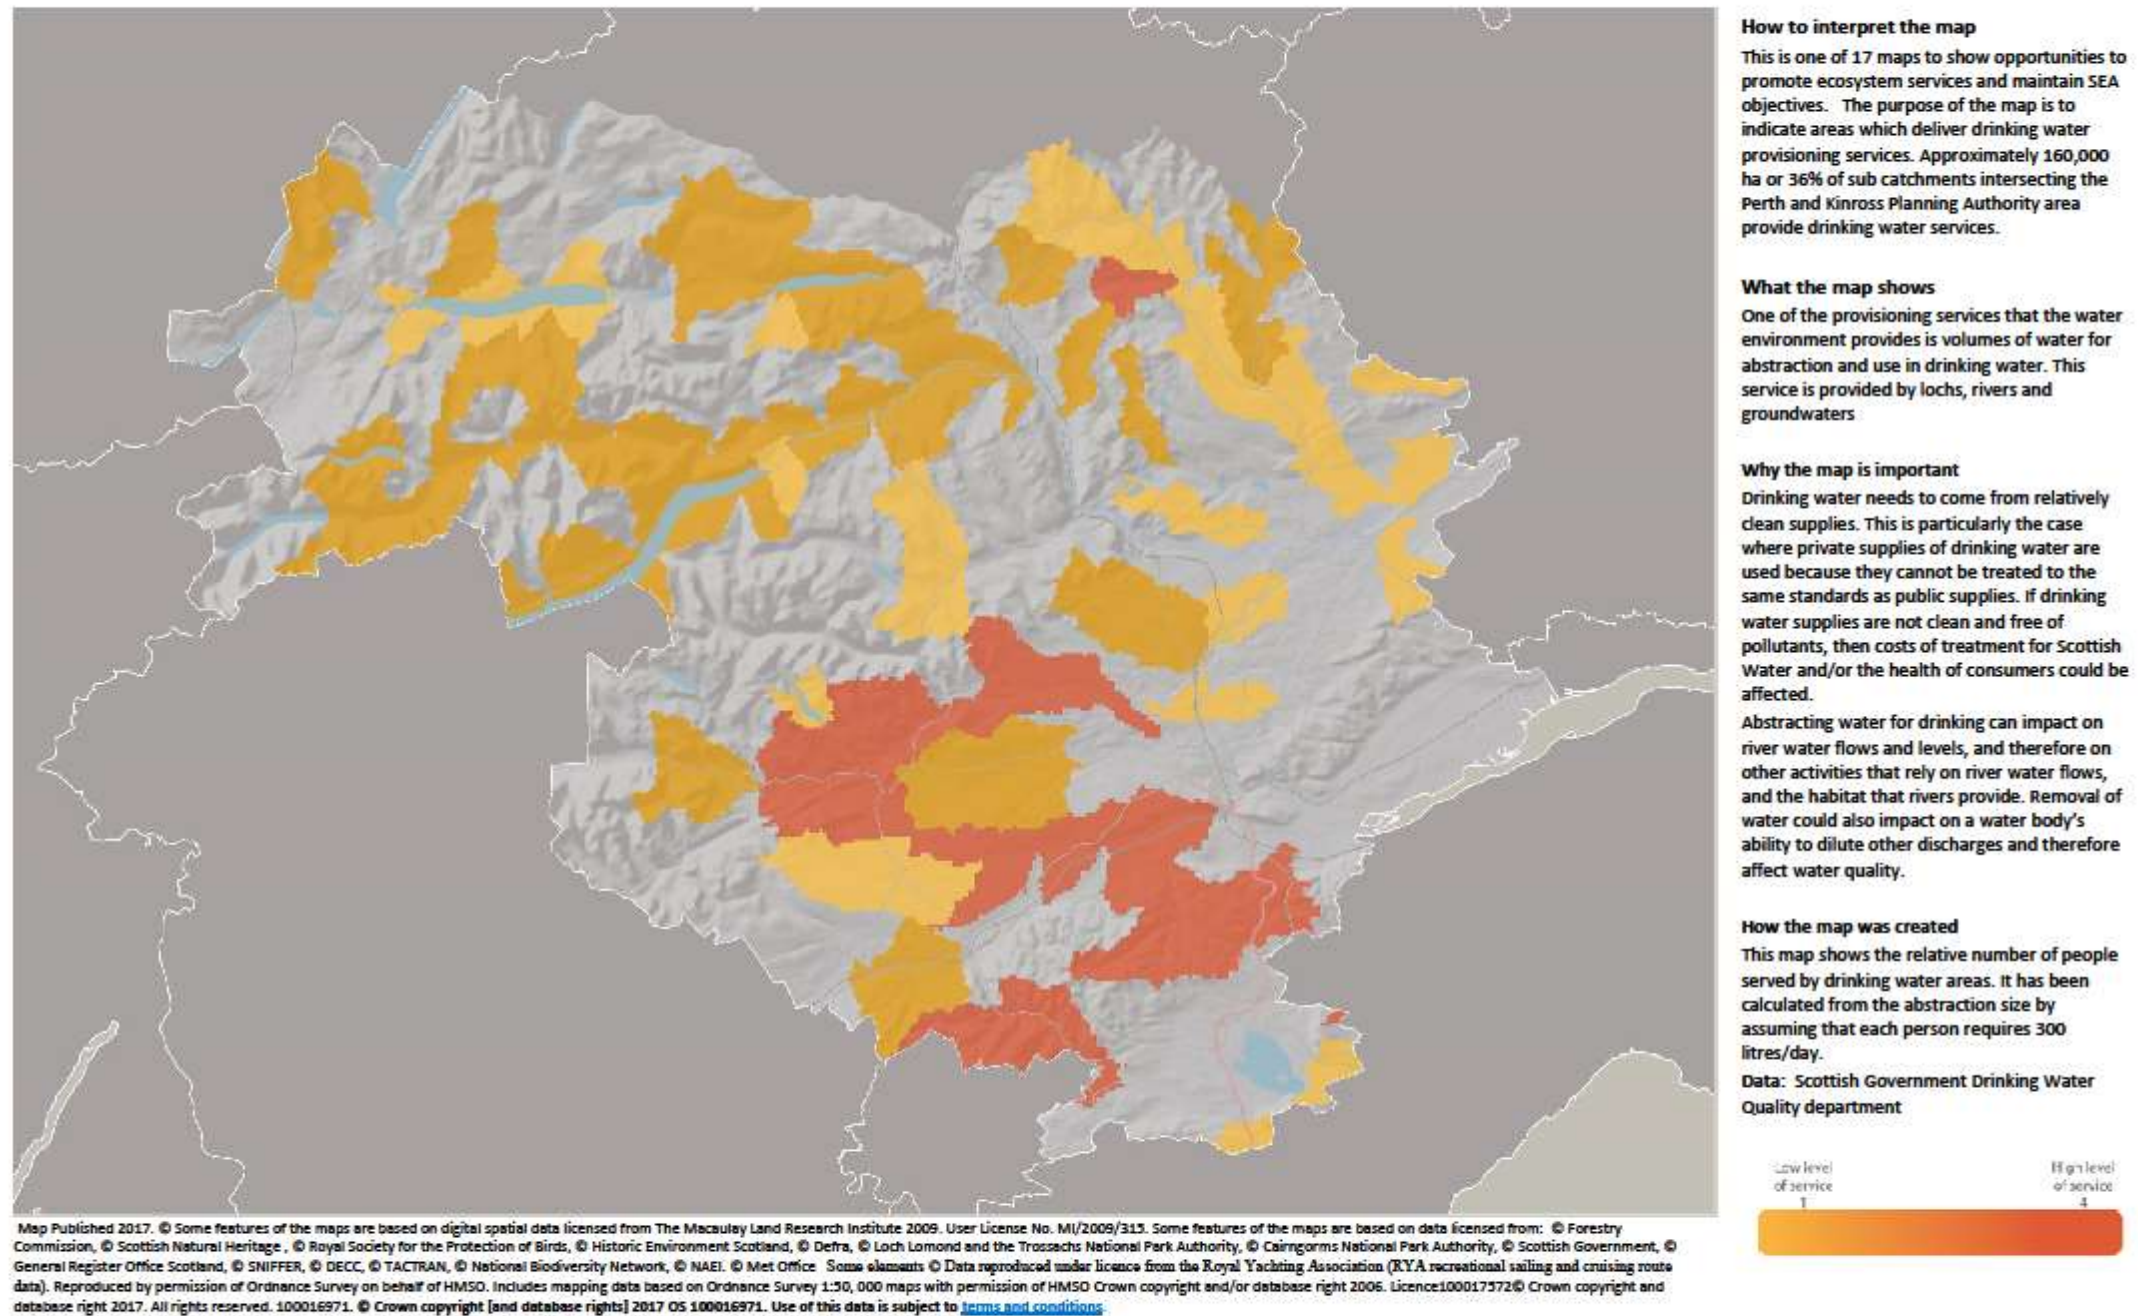 How to interpret the map
This is one of 17 maps to show opportunities to
promote ecosystem services and maintain SEA
objectives.   The purpose of the map is to
indicate areas which deliver drinking water
provisioning services. Approximately 160,000
ha or 36% of sub catchments intersecting the
Perth and Kinross Planning Authority area
provide drinking water services.
What the map shows
One of the provisioning services that the water
environment provides is volumes of water for
abstraction and use in drinking water. This
service is provided by lochs, rivers and
groundwaters
Why the map is important
Drinking water needs to come from relatively
clean supplies. This is particularly the case
where private supplies of drinking water are
used because they cannot be treated to the
same standards as public supplies. If drinking
water supplies are not clean and free of
pollutants, then costs of treatment for Scottish
Water and/or the health of consumers could be
affected.
Abstracting water for drinking can impact on
river water flows and levels, and therefore on
other activities that rely on river water flows,
and the habitat that rivers provide. Removal of
water could also impact on a water body's
ability to dilute other discharges and therefore
affect water quality.
How the map was created
This map shows the relative number of people
served by drinking water areas. It has been
calculated from the abstraction size by
assuming that each person requires 300
litres/day.
Data:  Scottish Government Drinking Water
Quality department
Low level
of service
1
High level
of service
4
Map Published 2017. © Some features of the maps are based on digital spatial data licensed from The Macaulay Land Research Institute 2009. User License No. MI/2009/315. Some features of the maps are based on data licensed from:  © Forestry
Commission, © Scottish Natural Heritage , © Royal Society for the Protection of Birds, © Historic Environment Scotland, © Defra, © Loch Lomond and the Trossachs National Park Authority, © Cairngorms National Park Authority, © Scottish Government, ©
General Register Office Scotland, © SNIFFER, © DECC, © TACTRAN, © National Biodiversity Network, © NAEI. © Met Office  Some elements © Data reproduced under licence from the Royal Yachting Association (RYA recreational sailing and cruising route
data). Reproduced by permission of Ordnance Survey on behalf of HMSO. Includes mapping data based on Ordnance Survey 1:50, 000 maps with permission of HMSO Crown copyright and/or database right 2006. Licence100017572© Crown copyright and
database right 2017. All rights reserved. 100016971. © Crown copyright [and database rights] 2017 OS 100016971. Use of this data is subject to terms and conditions.